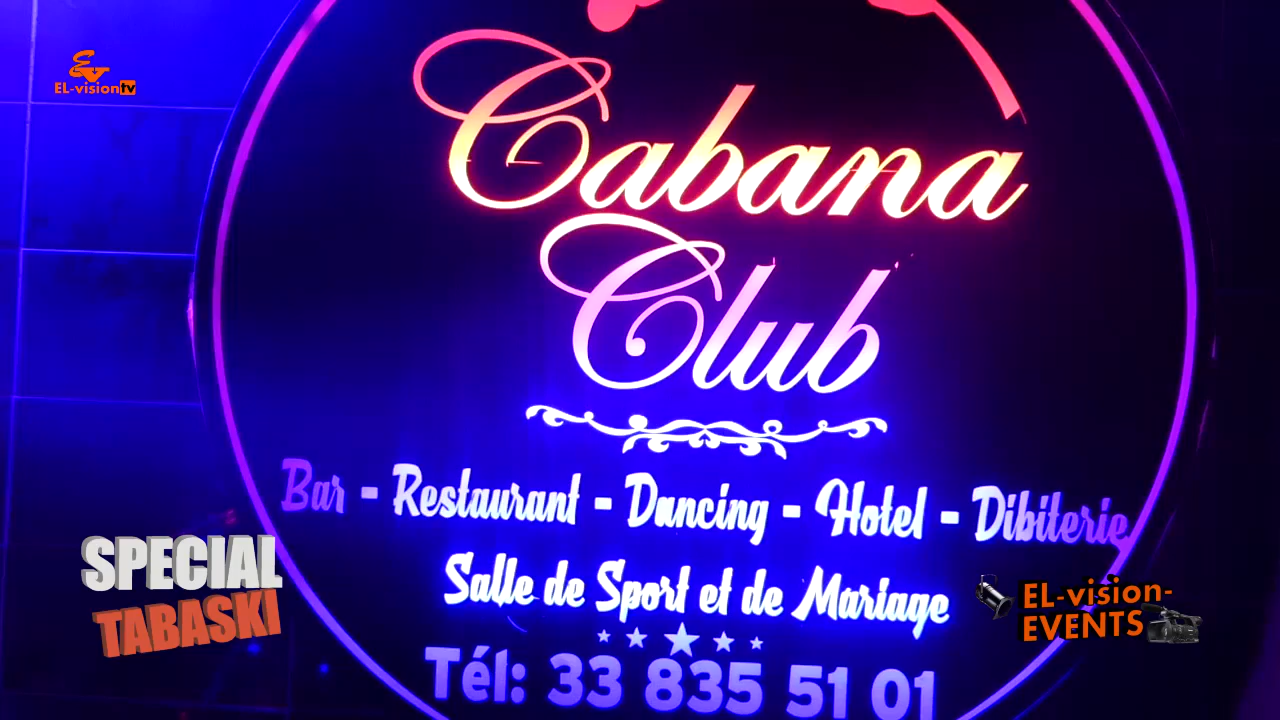 EV
EL-visiontv
Cabana
Club
Bar - Restaurant - Dancing - Hotel - Dibiterie
Salle de Sport et de Mariage
Tél: 33 835 51 01
SPECIAL
TABASKI
EL-vision-
EVENTS